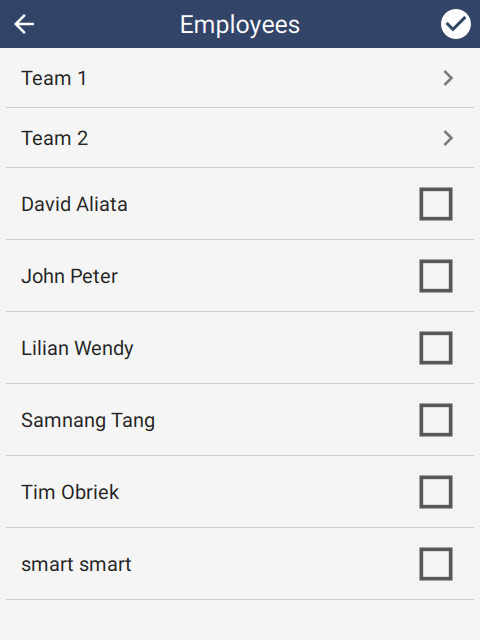 Employees
Team 1
Team 2
David Aliata
John Peter
Lilian Wendy
Samnang Tang
Tim Obriek
smart smart